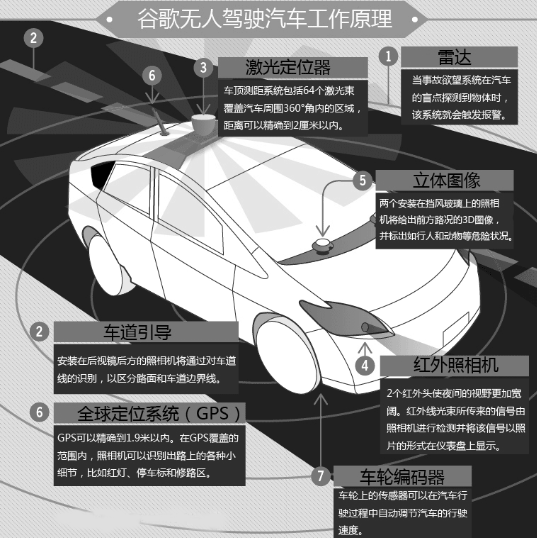 谷歌无人驾驶汽车工作原理
2
6
3
激光定位器
车顶测距系统包括64个激光束
覆盖汽车周围360°角内的区域，
距离可以精确到2厘米以内。
1
雷达
当事故欲望系统在汽车
的盲点探测到物体时，
该系统就会触发报警。
5
立体图像
两个安装在挡风玻璃上的照相
机将给出前方路况的3D图像，
并标出如行人和动物等危险状况。
2
车道引导
安装在后视镜后方的照相机将通过对车道
线的识别，以区分路面和车道边界线。
4
红外照相机
2个红外头使夜间的视野更加宽
阔。红外线光束所传来的信号由
照相机进行检测并将该信号以照
片的形式在仪表盘上显示。
6
全球定位系统（GPS）
GPS可以精确到1.9米以内。在GPS覆盖的
范围内，照相机可以识别出路上的各种小
细节，比如红灯、停车标和修路区。
7
车轮编码器
车轮上的传感器可以在汽车行
驶过程中自动调节汽车的行驶
速度。